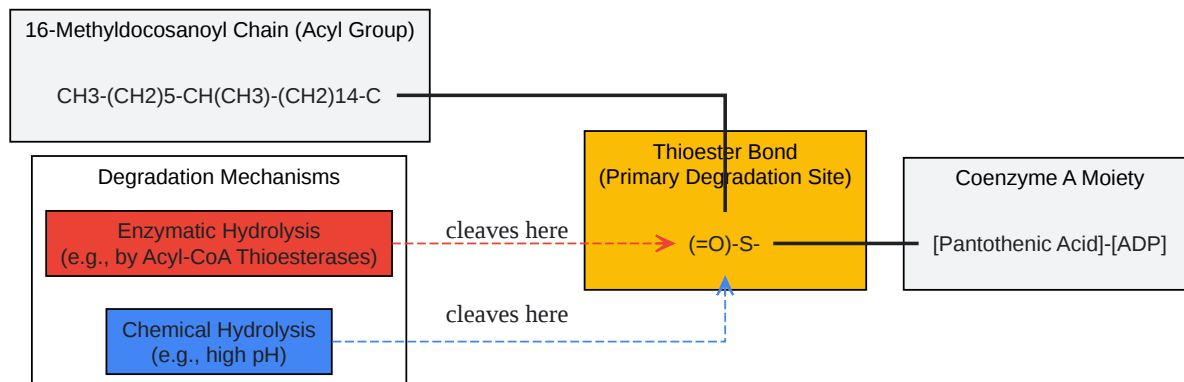 16-Methyldocosanoyl Chain (Acyl Group)
CH3-(CH2)5-CH(CH3)-(CH2)14-C
Degradation Mechanisms
Enzymatic Hydrolysis
(e.g., by Acyl-CoA Thioesterases)
Chemical Hydrolysis
(e.g., high pH)
cleaves here
cleaves here
Thioester Bond
(Primary Degradation Site)
(=O)-S-
Coenzyme A Moiety
[Pantothenic Acid]-[ADP]